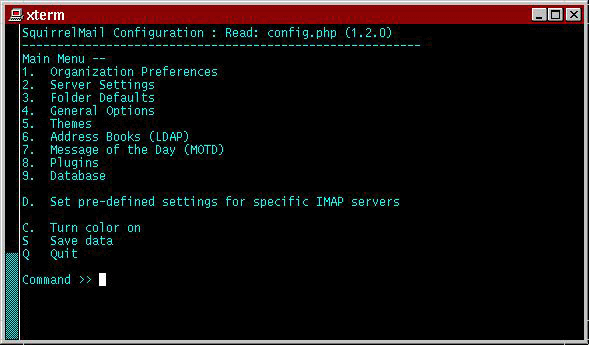 xterm
SquirrelMail Configuration : Read: config.php (1.2.0)
---------------------------------------------------------
Main Menu --
1.  Organization Preferences
2.  Server Settings
3.  Folder Defaults
4.  General Options
5.  Themes
6.  Address Books (LDAP)
7.  Message of the Day (MOTD)
8.  Plugins
9.  Database
D.  Set pre-defined settings for specific IMAP servers
C.  Turn color on
S   Save data
Q   Quit
Command >>